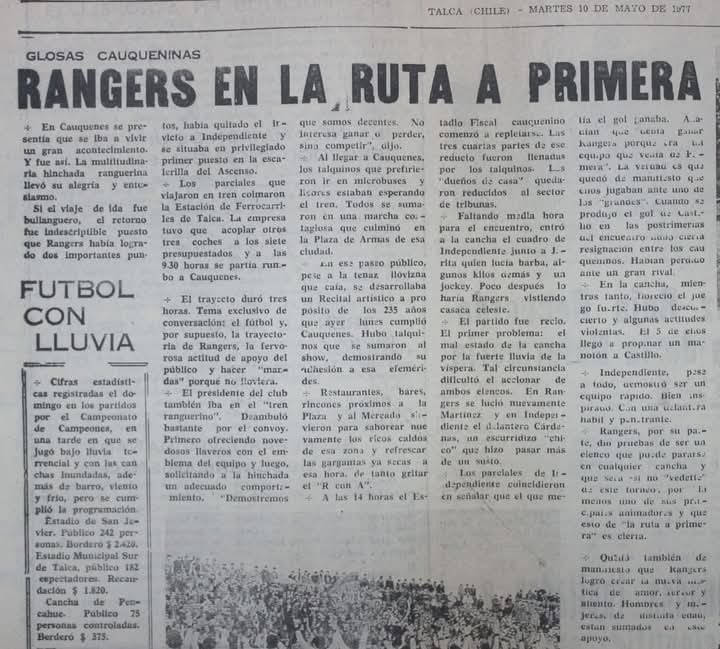 TALCA (CHILE) - MARTES 10 DE MAYO DE 1977
GLOSAS CAUQUENINAS
RANGERS EN LA RUTA A PRIMERA
En Cauquenes se pre-
sentía que se iba a vivir
un gran acontecimiento.
Y fue así. La multitudina-
ria hinchada ranguerina
llevó su alegría y entu-
siasmo.
Si el viaje de ida fue
bullanguero, el retorno
fue indescriptible puesto
que Rangers había logra-
do dos importantes pun-
tos, había quitado el in-
victo a Independiente y
se situaba en privilegiado
primer puesto en la esca-
lerilla del Ascenso.
Los parciales que
viajaron en tren colmaron
la Estación de Ferrocarri-
les de Talca. La empresa
tuvo que acoplar otros
tres coches a los siete
presupuestados y a las
9.30 horas se partía rum-
bo a Cauquenes.
El trayecto duró tres
horas. Tema exclusivo de
conversación: el fútbol y,
por supuesto, la trayecto-
ria de Rangers, la fervo-
rosa actitud de apoyo del
público y hacer "man-
das" porque no lloviera.
El presidente del club
también iba en el "tren
ranguerino". Deambuló
bastante por el convoy.
Primero ofreciendo nove-
dosos llaveros con el em-
blema del equipo y luego,
solicitando a la hinchada
un adecuado comporta-
miento. "Demostremos
que somos decentes. No
interesa ganar o perder,
sino competir", dijo.
Al llegar a Cauquenes,
los talquinos que prefirie-
ron ir en microbuses y
liebres estaban esperando
el tren. Todos se suma-
ron en una marcha con-
tagiosa que culminó en
la Plaza de Armas de esa
ciudad.
En ese paseo público,
pese a la tenaz llovizna
que caía, se desarrollaba
un Recital artístico a pro
pósito de los 235 años
que ayer lunes cumplió
Cauquenes. Hubo talqui-
nos que se sumaron al
show, demostrando su
adhesión a esa efeméri-
des.
Restaurantes, bares,
rincones próximos a la
Plaza y al Mercado sir-
vieron para saborear nue
vamente los ricos caldos
de esa zona y refrescar
las gargantas ya secas a
esa hora, de tanto gritar
el "R con A".
A las 14 horas el Es-
tadio Fiscal cauquenino
comenzó a repletarse. Las
tres cuartas partes de ese
reducto fueron llenadas
por los talquinos. Los
"dueños de casa" queda-
ron reducidos al sector
de tribunas.
Faltando media hora
para el encuentro, entró
a la cancha el cuadro de
Independiente junto a
rita quien lucía barba, al-
gunos kilos demás y un
jockey. Poco después lo
haría Rangers vistiendo
casaca celeste.
El partido fue recio.
El primer problema: el
mal estado de la cancha
por la fuerte lluvia de la
víspera. Tal circunstancia
dificultó el accionar de
ambos elencos. En Ran-
gers se lució nuevamente
Martínez y en Indepen-
diente el delantero Cárde-
nas, un escurridizo "chi-
co" que hizo pasar más
de un susto.
Los parciales de In-
dependiente coincidieron
en señalar que el que me-
tía el gol ganaba. Aña-
dían que debía ganar
Rangers porque era un
equipo que venía de "Pri-
mera". La verdad es que
quedó de manifiesto que
ellos jugaban ante uno de
los "grandes". Cuando se
produjo el gol de Casti-
llo en las postrimerías
del encuentro hubo cierta
resignación entre los cau
queninos. Habían perdido
ante un gran rival.
En la cancha, mien-
tras tanto, floreció el jue
go fuerte. Hubo descon-
cierto y algunas actitudes
violentas. El 5 de ellos
llegó a propinar un ma-
notón a Castillo.
Independiente, pese
a todo, demostró ser un
equipo rápido. Bien ins-
pirado. Con una delantera
hábil y penetrante.
Rangers, por su par-
te, dio pruebas de ser un
elenco que puede pararse
en cualquier cancha y
que será -si no "vedette"
de este torneo- por lo
menos uno de sus prin-
cipales animadores y que
esto de "la ruta a prime-
ra" es cierta.
Quedó también de
manifiesto que Rangers
logró crear la nueva mís-
tica de amor, fervor y
aliento. Hombres y mu-
jeres, de distinta edad,
están sumados en este
apoyo.
FUTBOL
CON
LLUVIA
Cifras estadísti-
cas registradas el do-
mingo en los partidos
por el Campeonato
de Campeones, en
una tarde en que se
jugó bajo lluvia to-
rrencial y con las can
chas inundadas, ade-
más de barro, viento
y frío, pero se cum-
plió la programación.
Estadio de San Ja-
vier. Público 242 per-
sonas. Borderó $ 2.420.
Estadio Municipal Sur
de Talca, público 182
espectadores. Recau-
dación $ 1.820.
Cancha de Pen-
cahue. Público 75
personas controladas.
Borderó $ 375.